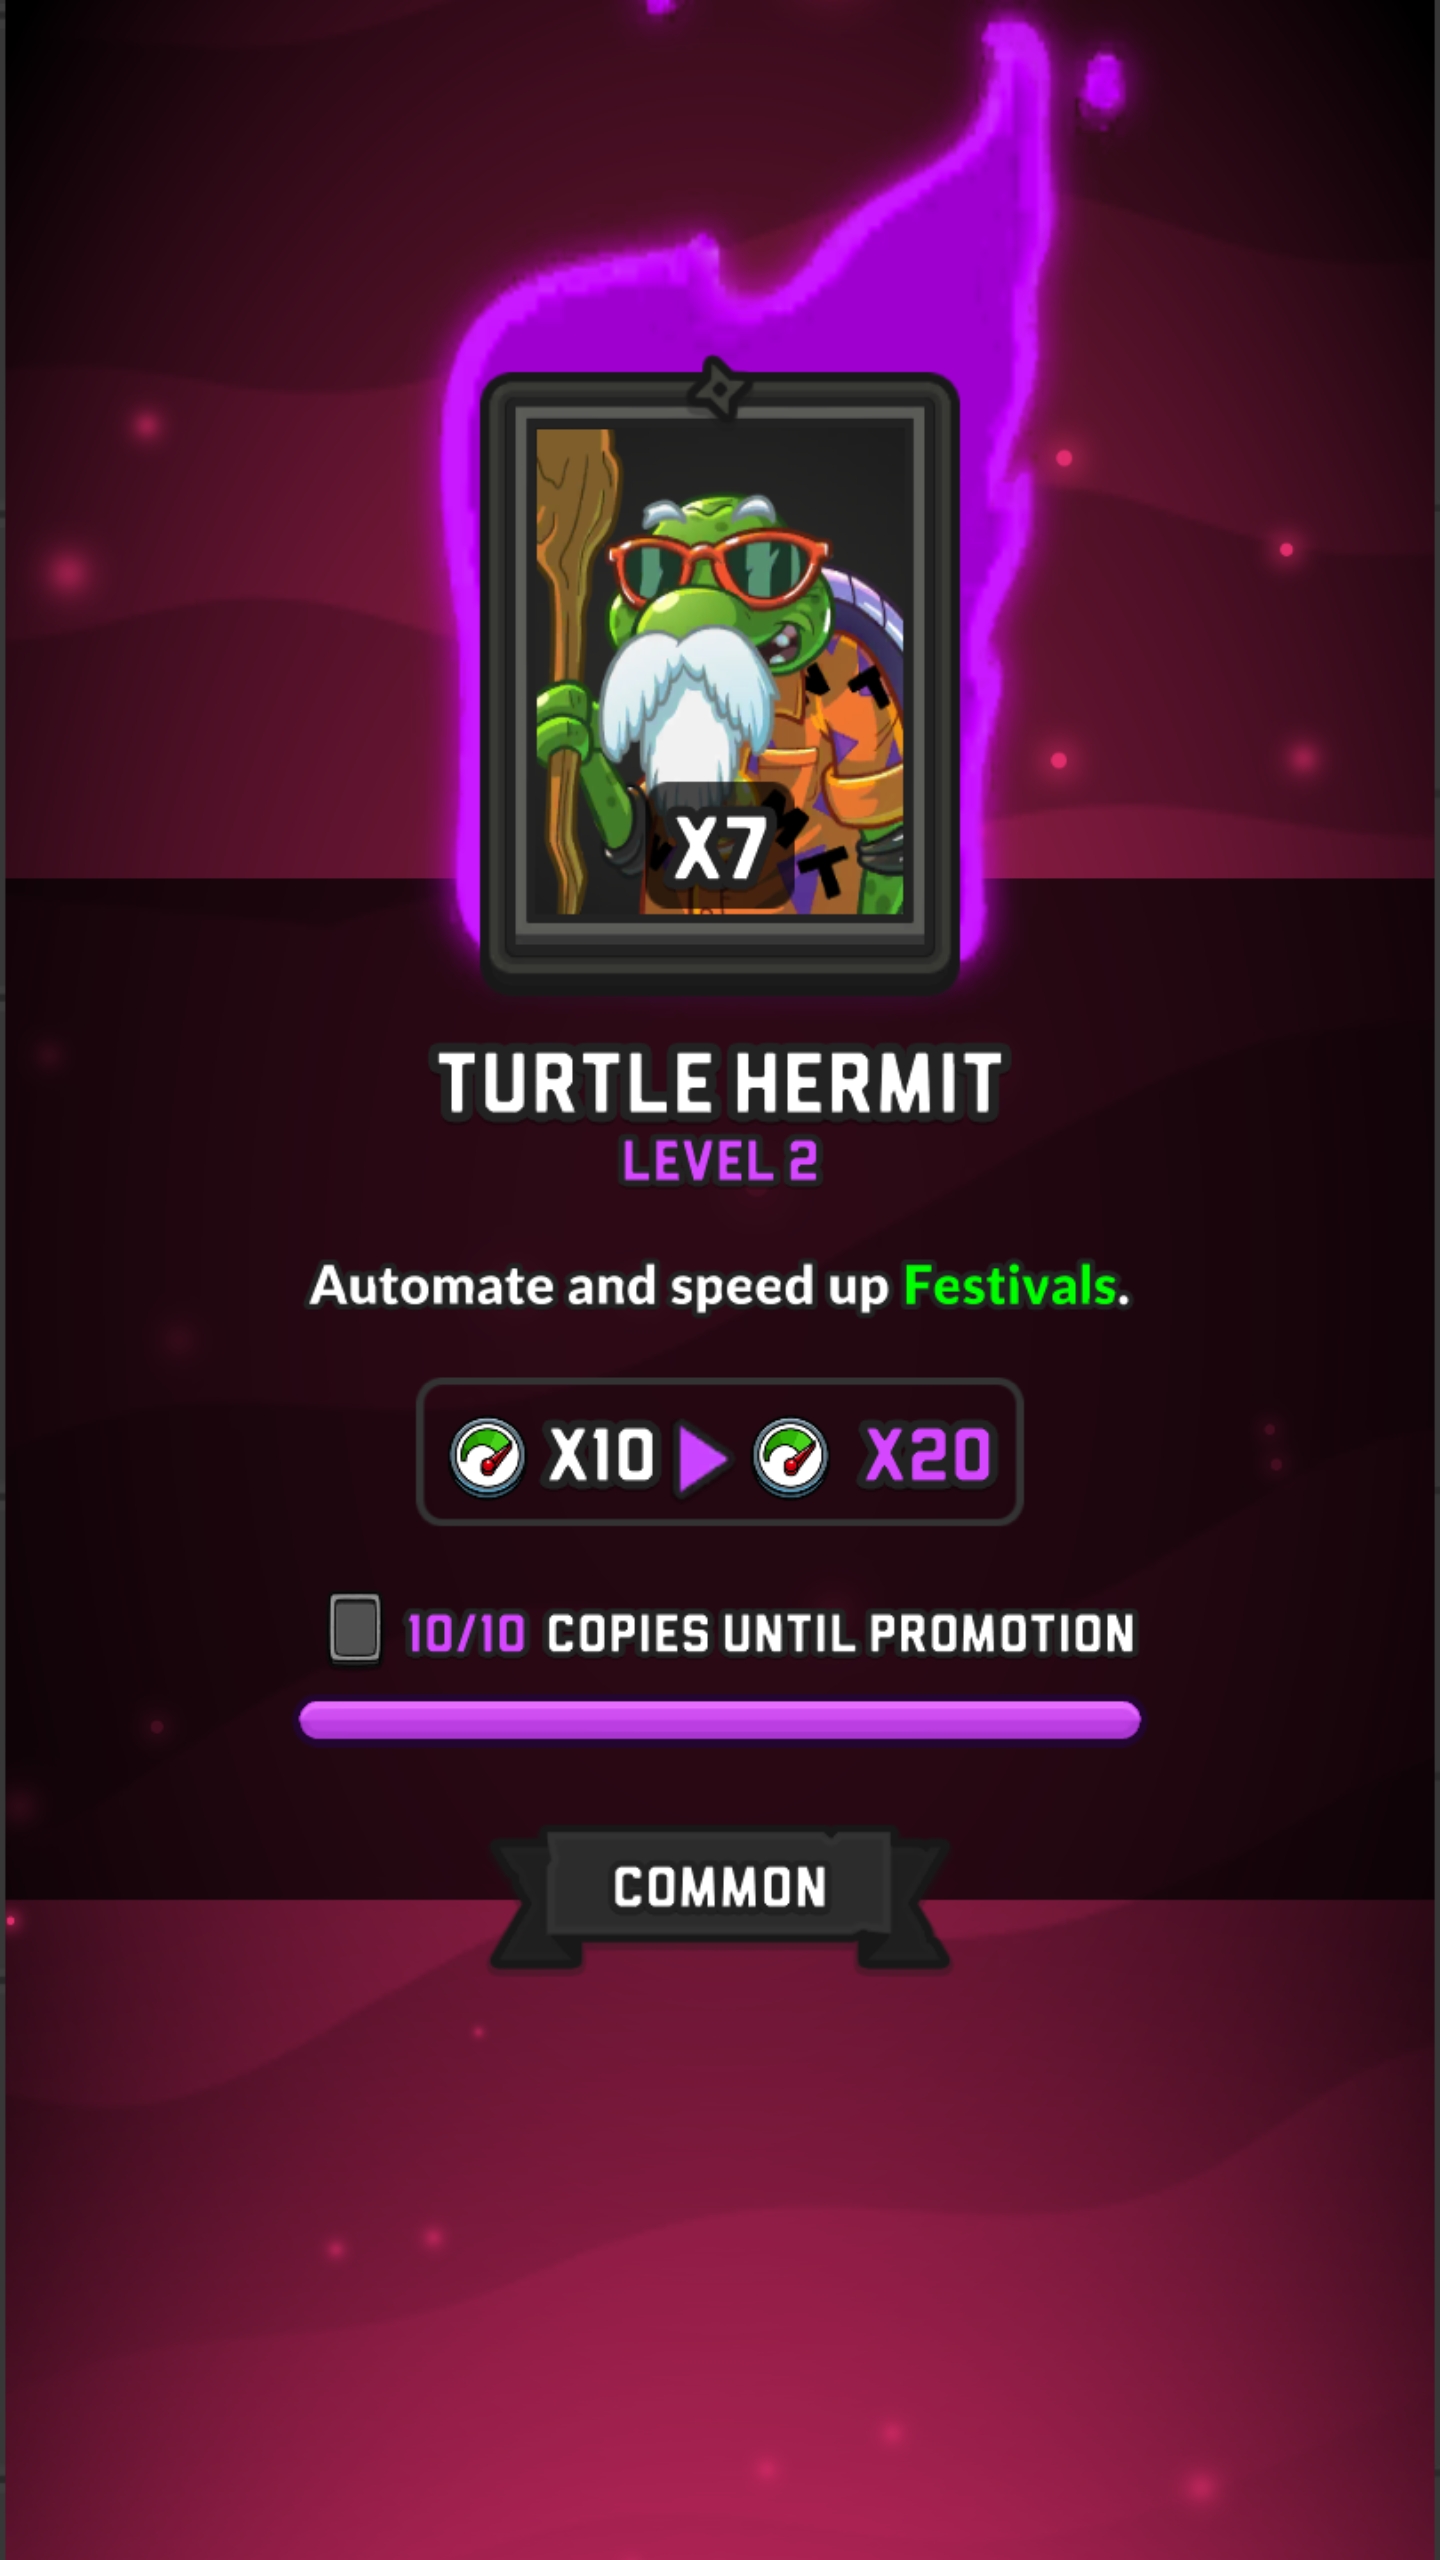 X7
TURTLE HERMIT
LEVEL 2
Automate and speed up Festivals.
X10 X20
10/10 COPIES UNTIL PROMOTION
COMMON